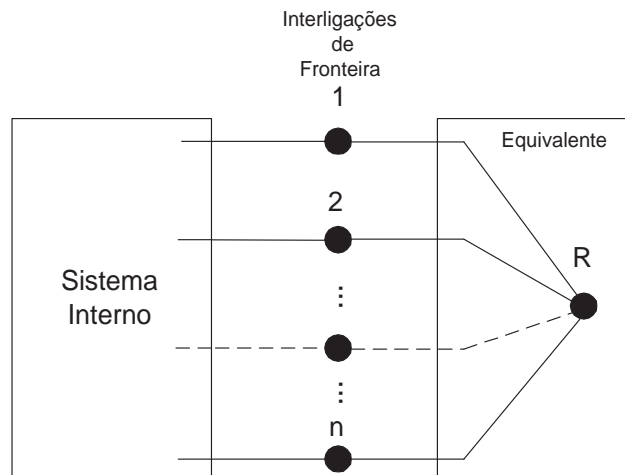 Interligações
de
Fronteira
1
Equivalente
2
R
Sistema
Interno
...
...
n